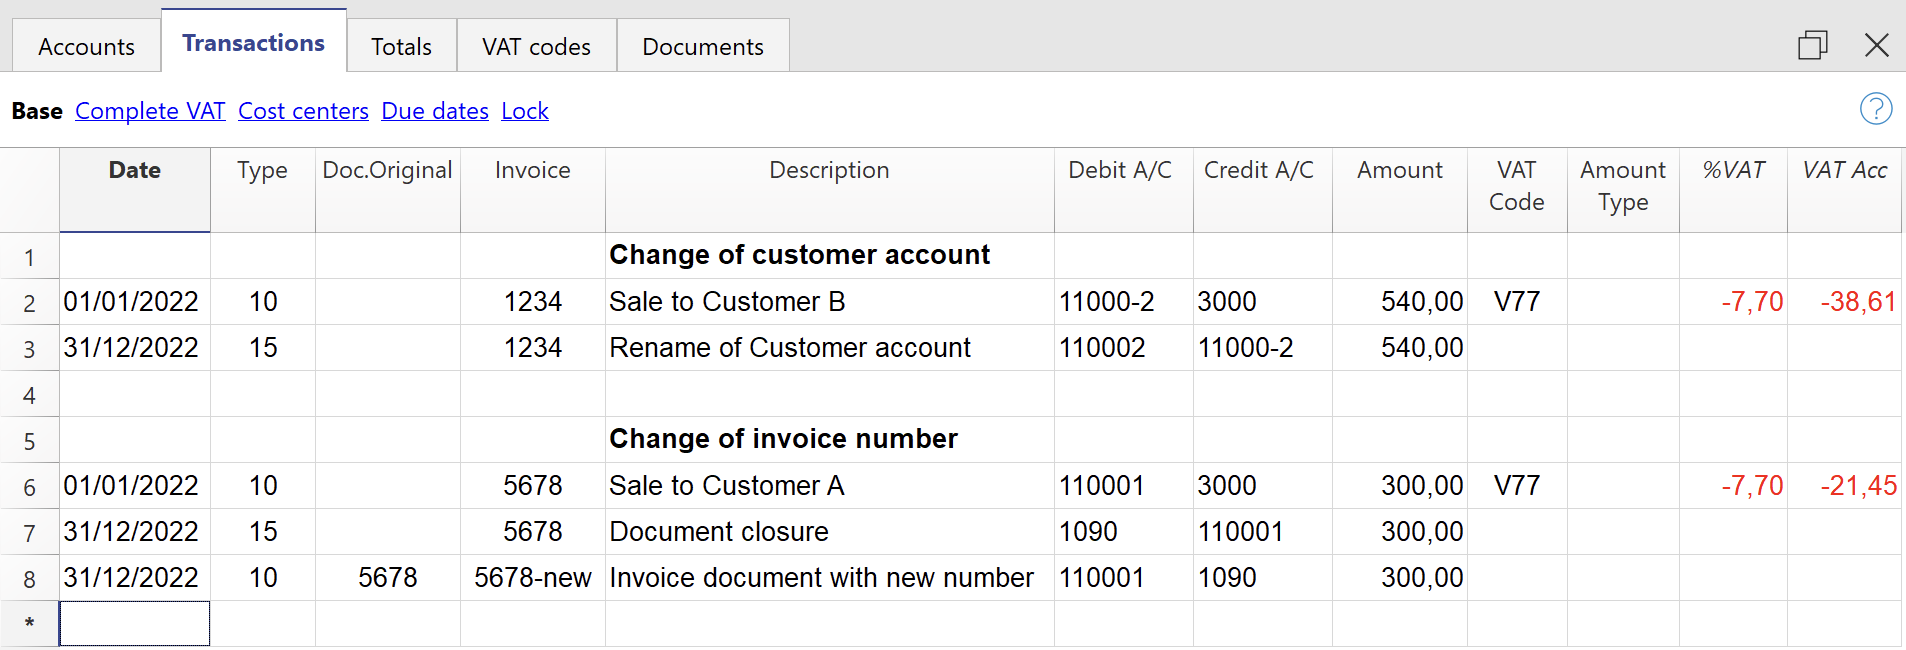 Accounts Transactions Totals VAT codes Documents
Base Complete VAT Cost centers Due dates Lock ?
Date Type Doc.Original Invoice Description Debit A/C Credit A/C Amount VAT Code Amount Type %VAT VAT Acc
1 Change of customer account
2 01/01/2022 10 1234 Sale to Customer B 11000-2 3000 540,00 V77 -7,70 -38,61
3 31/12/2022 15 1234 Rename of Customer account 110002 11000-2 540,00
4
5 Change of invoice number
6 01/01/2022 10 5678 Sale to Customer A 110001 3000 300,00 V77 -7,70 -21,45
7 31/12/2022 15 5678 Document closure 1090 110001 300,00
8 31/12/2022 10 5678 5678-new Invoice document with new number 110001 1090 300,00
*